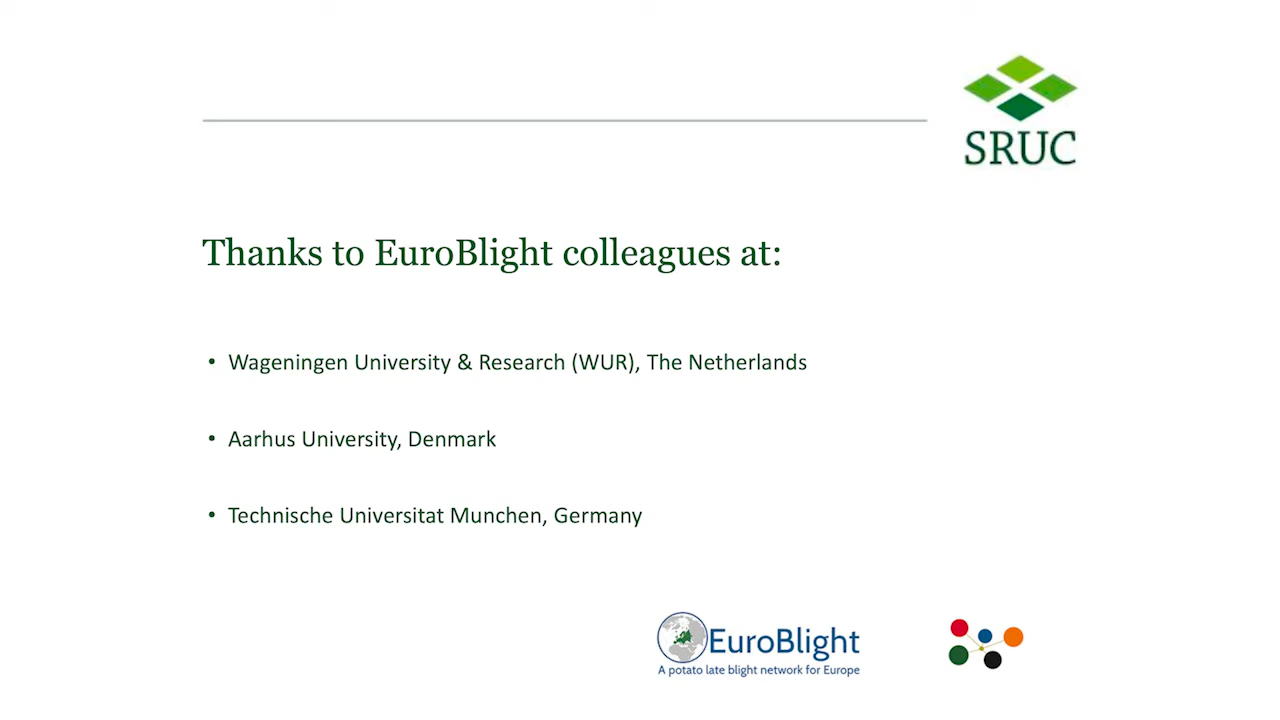 SRUC
Thanks to EuroBlight colleagues at:
• Wageningen University & Research (WUR), The Netherlands
• Aarhus University, Denmark
• Technische Universitat Munchen, Germany
EuroBlight
A potato late blight network for Europe